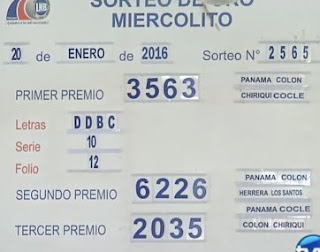 SORTEO DE ORO
MIERCOLITO
LNB
20 de ENERO de 2016 Sorteo N° 2565
PRIMER PREMIO 3563 PANAMA COLON
CHIRIQUI COCLE
Letras DDBC
Serie 10
Folio 12
SEGUNDO PREMIO 6226 PANAMA COLON
HERRERA LOS SANTOS
TERCER PREMIO 2035 PANAMA COCLE
COLON CHIRIQUI